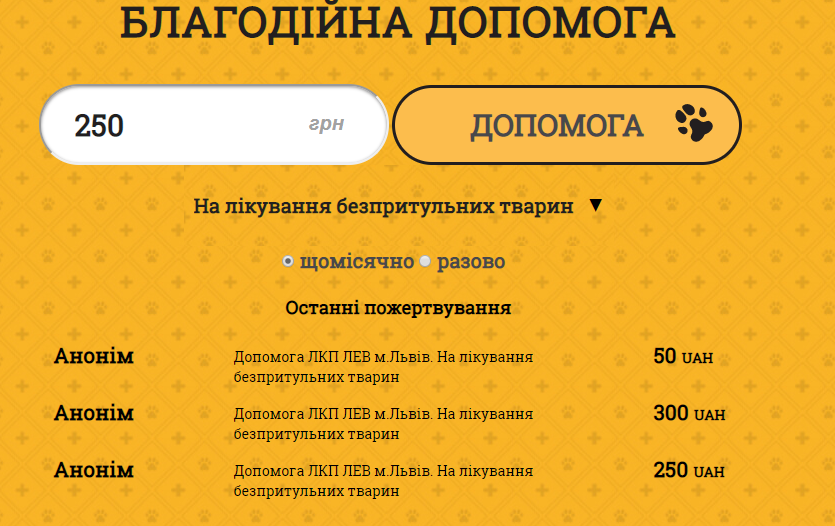 БЛАГОДІЙНА ДОПОМОГА
250 грн ДОПОМОГА
На лікування безпритульних тварин ▼
щомісячно разово
Останні пожертвування
Анонім Допомога ЛКП ЛЕВ м.Львів. На лікування 50 UAH
безпритульних тварин
Анонім Допомога ЛКП ЛЕВ м.Львів. На лікування 300 UAH
безпритульних тварин
Анонім Допомога ЛКП ЛЕВ м.Львів. На лікування 250 UAH
безпритульних тварин